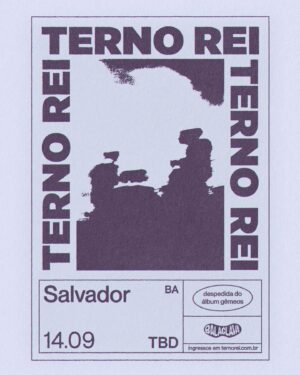 TERNO REI
TERNO REI
TERNO REI
Salvador
BA
14.09
TBD
despedida do
álbum gêmeos
BALACLAVA
ingressos em ternorei.com.br